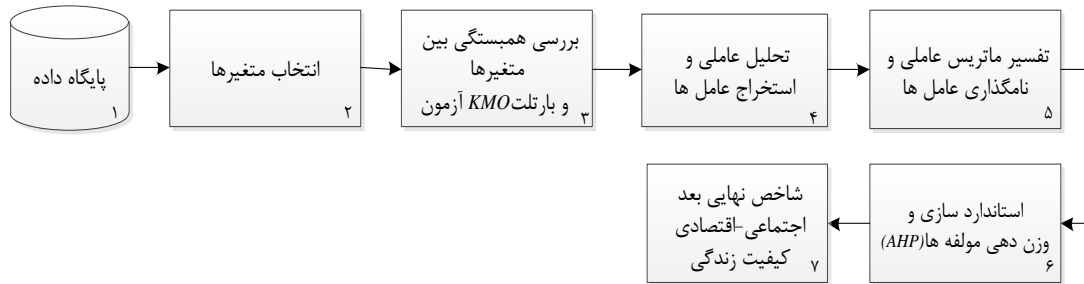 پایگاه داده
۱
انتخاب متغیرها
۲
بررسی همبستگی بین
متغیرها
و بارتلت KMO آزمون
۳
تحلیل عاملی و
استخراج عامل ها
۴
تفسیر ماتریس عاملی و
نامگذاری عامل ها
۵
استاندارد سازی و
وزن دهی مولفه ها(AHP)
۶
شاخص نهایی بعد
اجتماعی-اقتصادی
کیفیت زندگی
۷